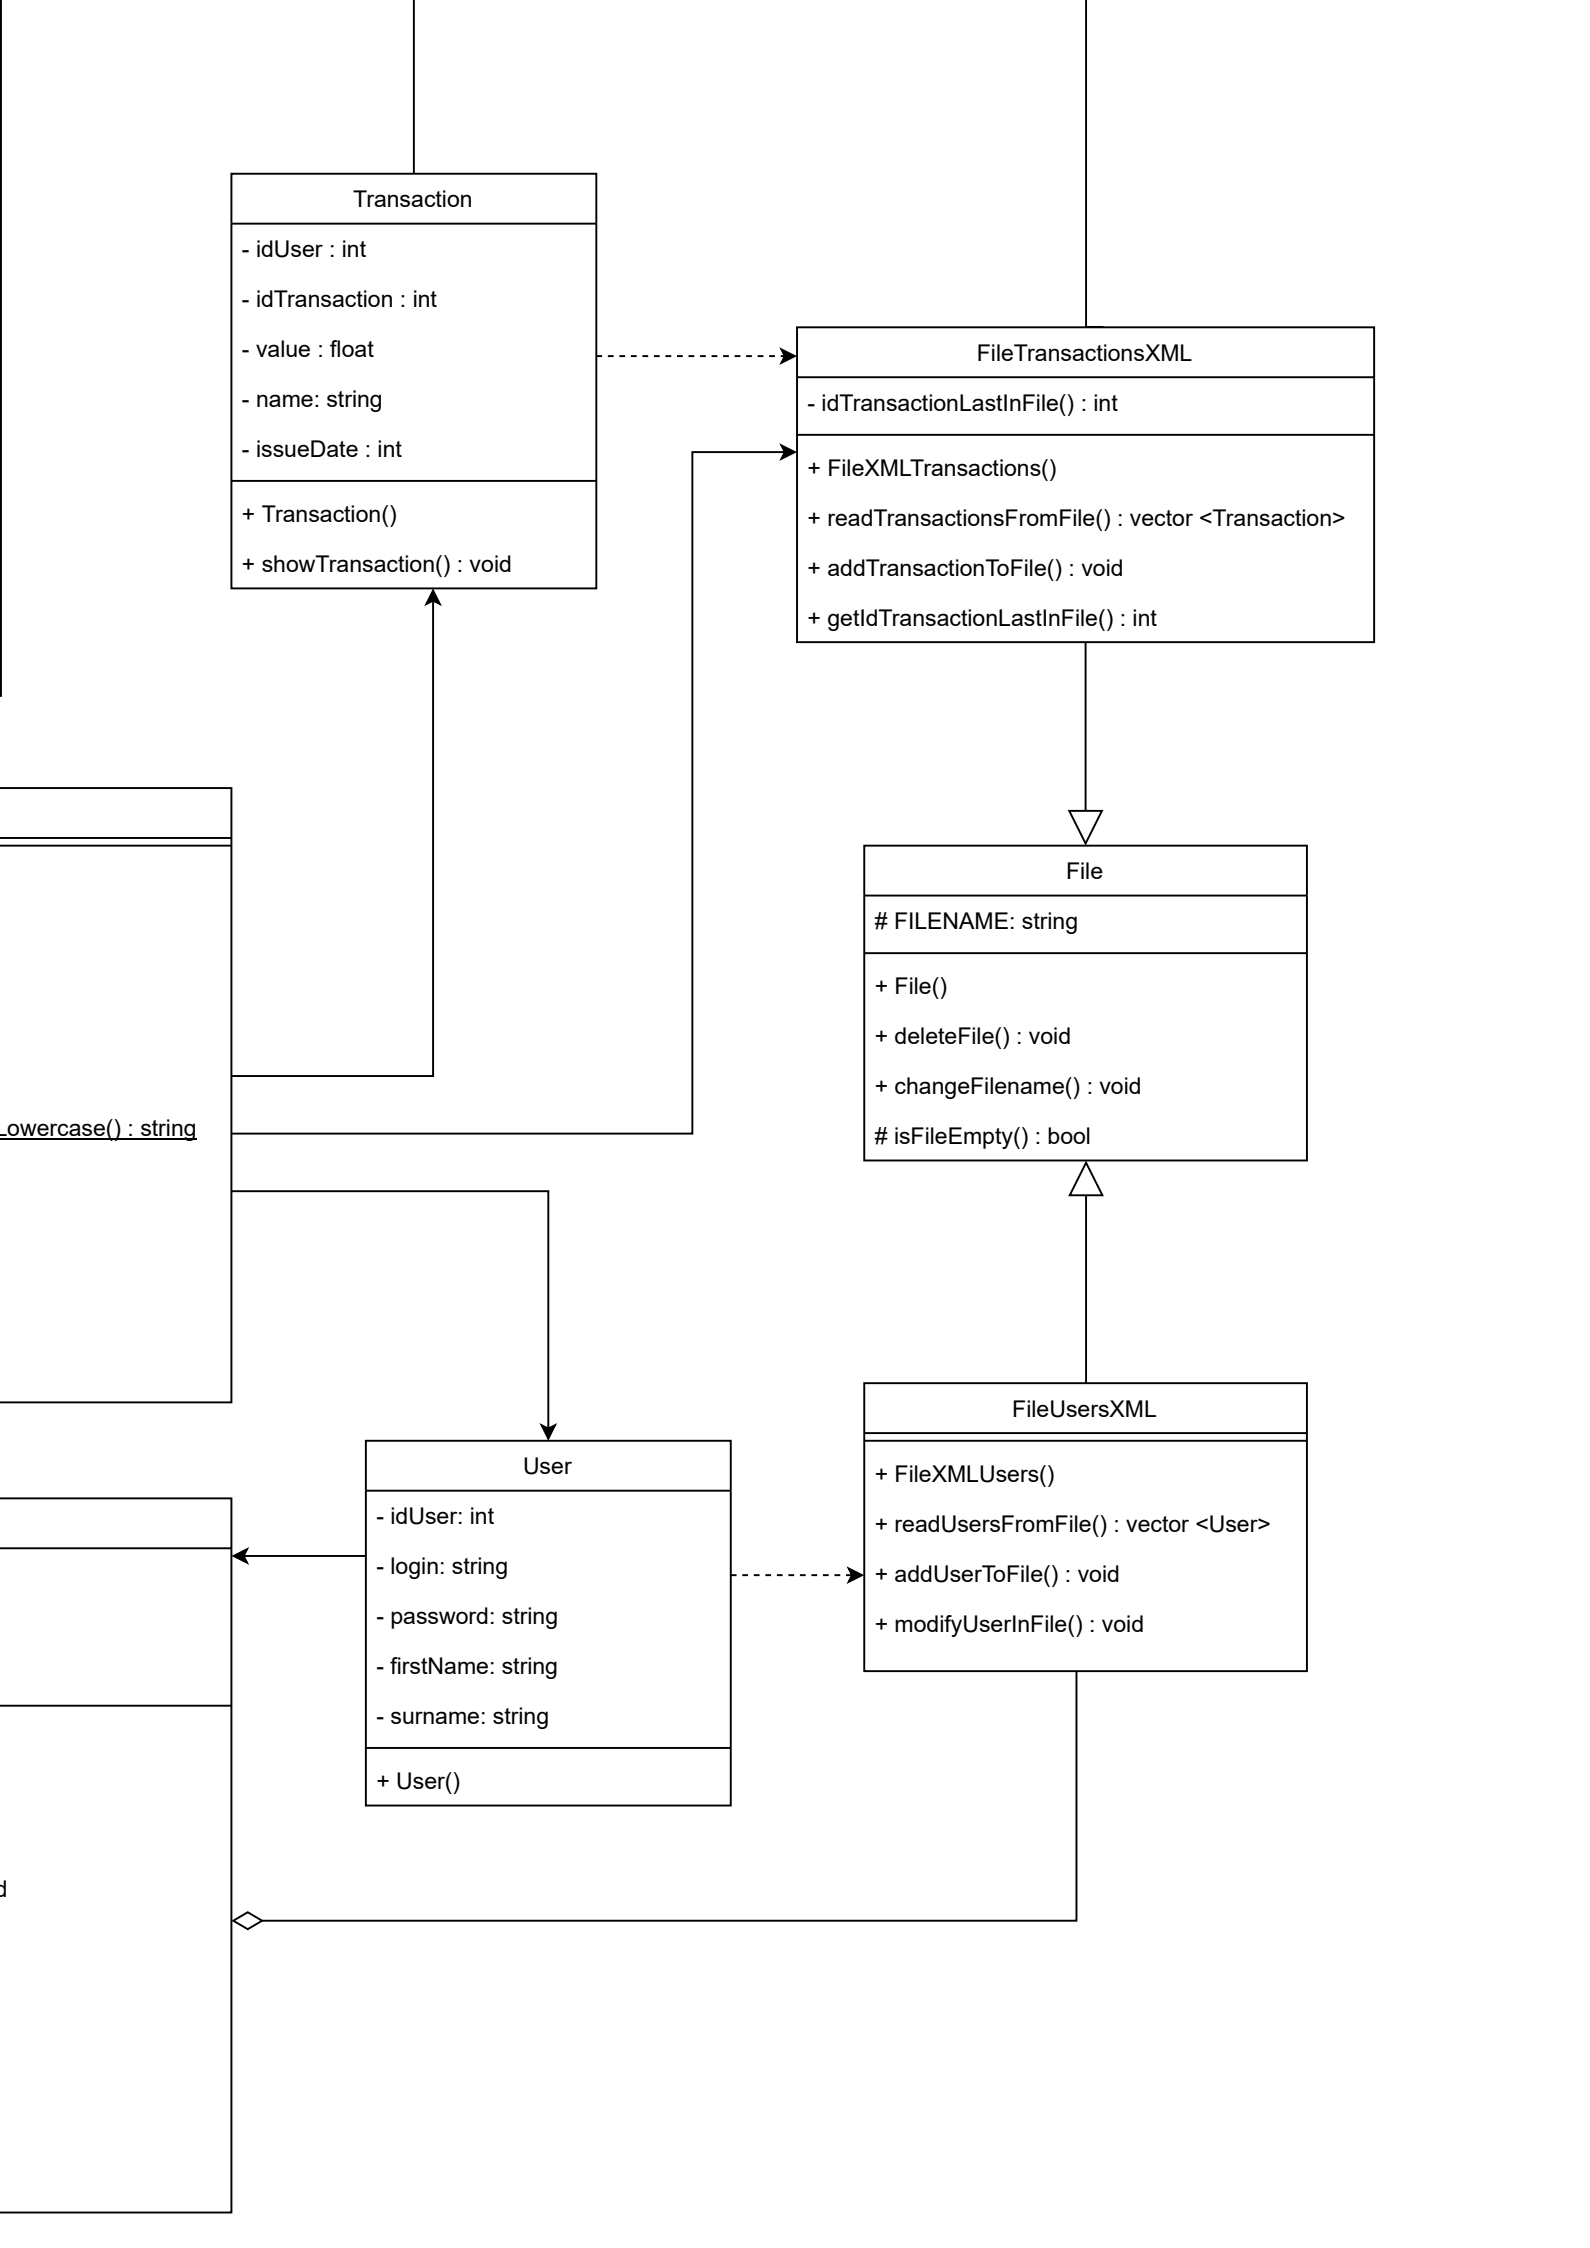 Transaction
- idUser : int
- idTransaction : int
- value : float
- name: string
- issueDate : int
+ Transaction()
+ showTransaction() : void
FileTransactionsXML
- idTransactionLastInFile() : int
+ FileXMLTransactions()
+ readTransactionsFromFile() : vector <Transaction>
+ addTransactionToFile() : void
+ getIdTransactionLastInFile() : int
File
# FILENAME: string
+ File()
+ deleteFile() : void
+ changeFilename() : void
# isFileEmpty() : bool
Lowercase() : string
User
- idUser: int
- login: string
- password: string
- firstName: string
- surname: string
+ User()
FileUsersXML
+ FileXMLUsers()
+ readUsersFromFile() : vector <User>
+ addUserToFile() : void
+ modifyUserInFile() : void
d